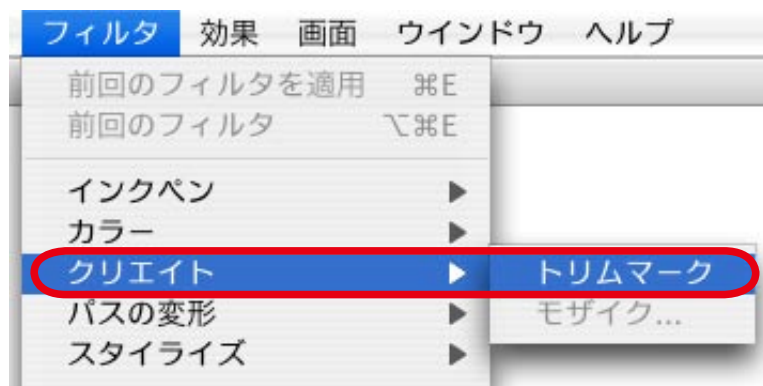 フィルタ 効果 画面 ウインドウ ヘルプ
前回のフィルタを適用 ⌘E
前回のフィルタ ⌥⌘E
インクペン
カラー
クリエイト トリムマーク
パスの変形 モザイク...
スタイライズ